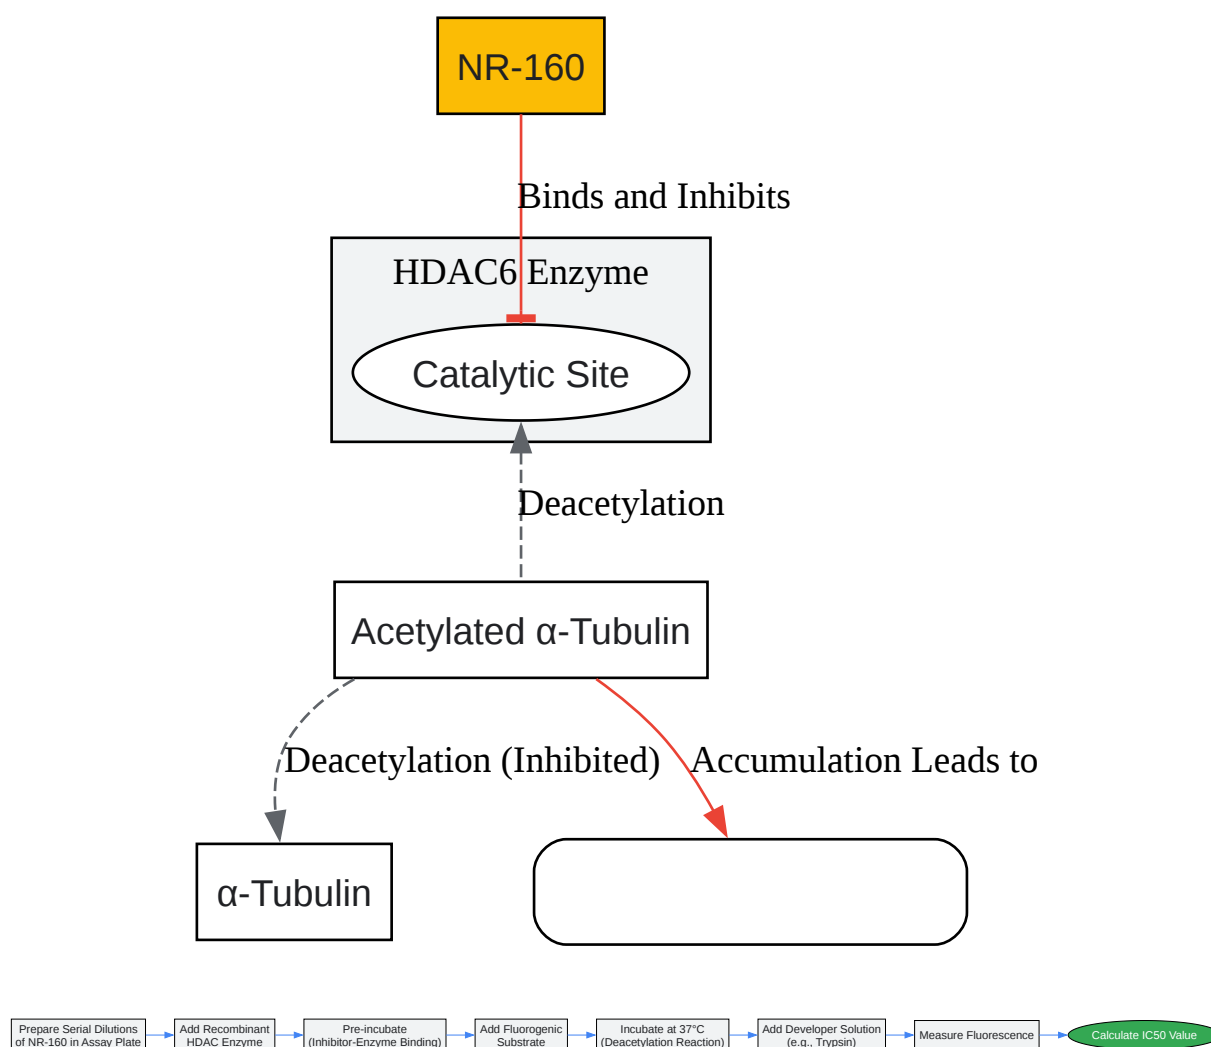 NR-160
Binds and Inhibits
HDAC6 Enzyme
Catalytic Site
Deacetylation
Acetylated α-Tubulin
Deacetylation (Inhibited)
Accumulation Leads to
α-Tubulin
Prepare Serial Dilutions
of NR-160 in Assay Plate
Add Recombinant
HDAC Enzyme
Pre-incubate
(Inhibitor-Enzyme Binding)
Add Fluorogenic
Substrate
Incubate at 37°C
(Deacetylation Reaction)
Add Developer Solution
(e.g., Trypsin)
Measure Fluorescence
Calculate IC50 Value